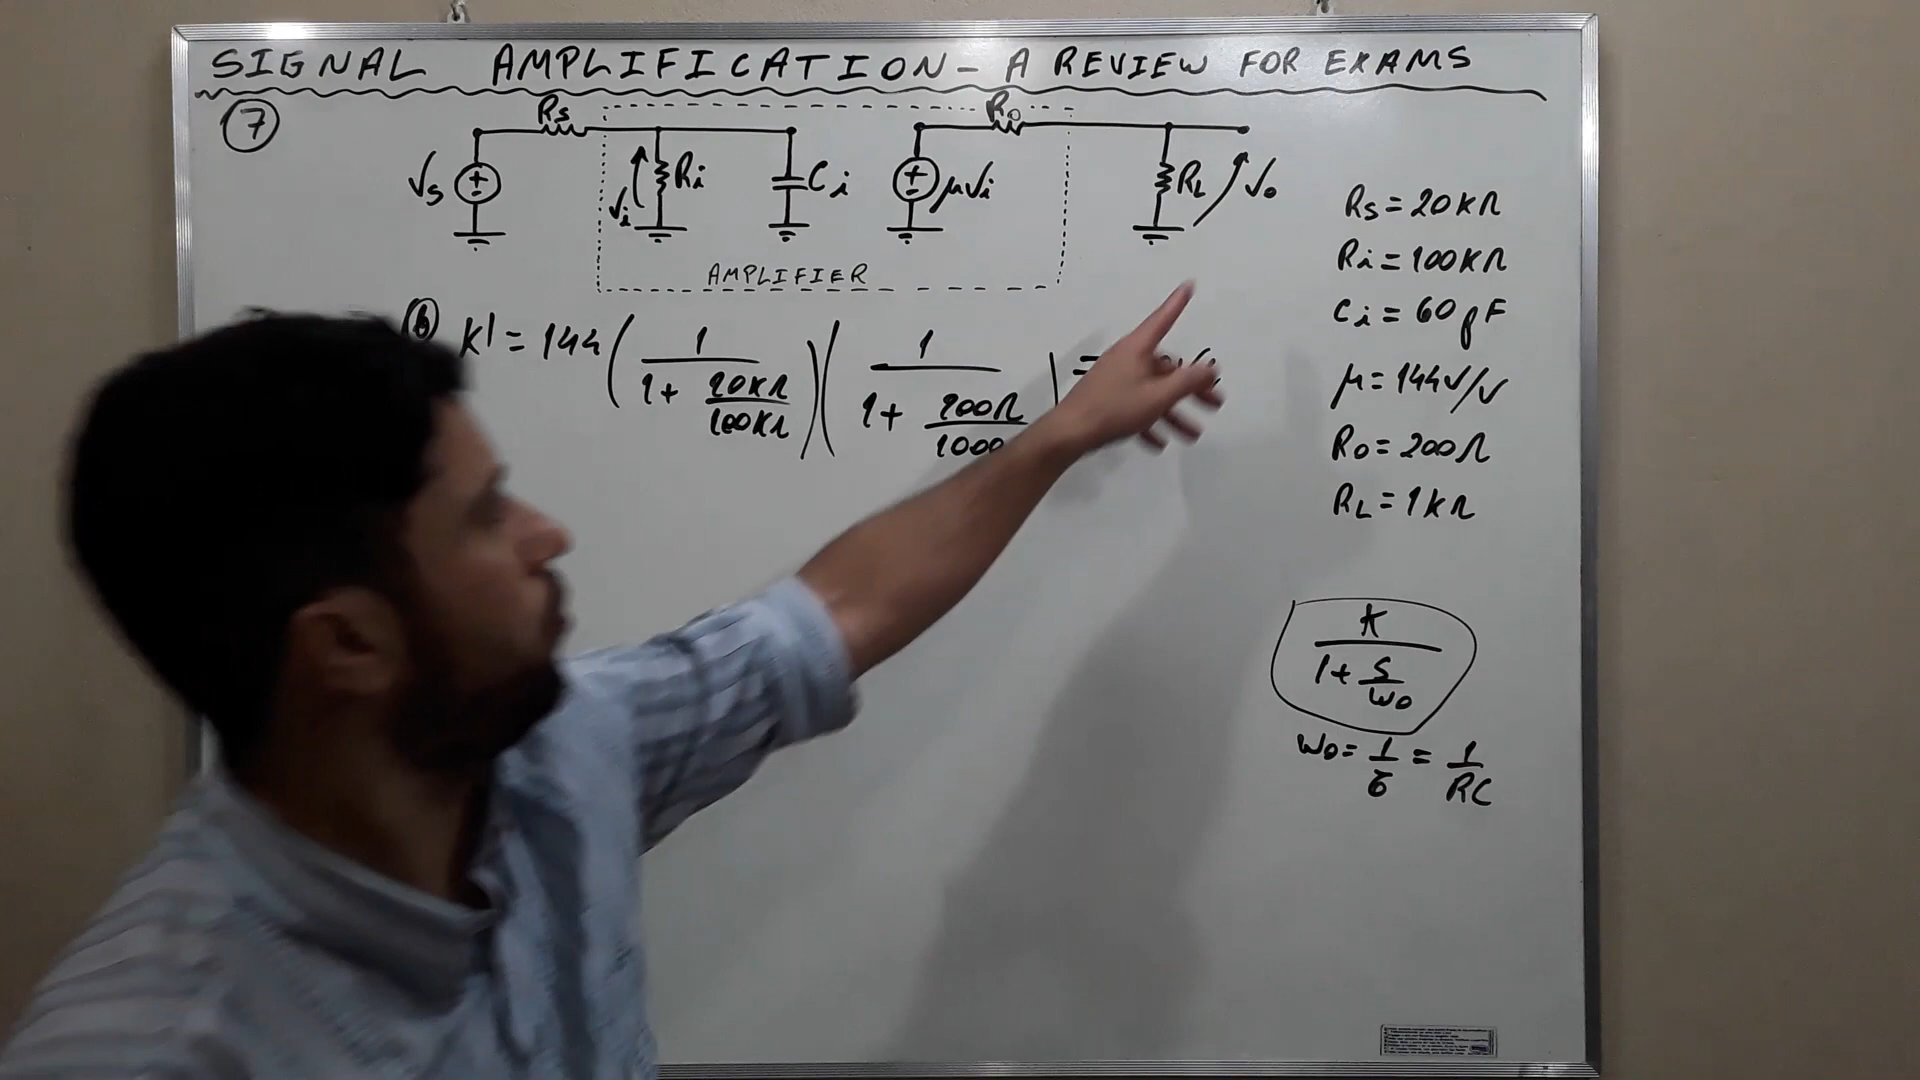 SIGNAL AMPLIFICATION - A REVIEW FOR EXAMS
7
Rs
Ro
Vs
Vi
Ri
Ci
μVi
RL
Vo
AMPLIFIER
Rs = 20KΩ
Ri = 100KΩ
Ci = 60pF
μ = 144V/V
Ro = 200Ω
RL = 1KΩ
b K| = 144 ( 1 / 1 + 20KΩ / 100KΩ ) ( 1 / 1 + 200Ω / 1000 ) =
K / 1 + S / Wo
Wo = 1 / τ = 1 / RC